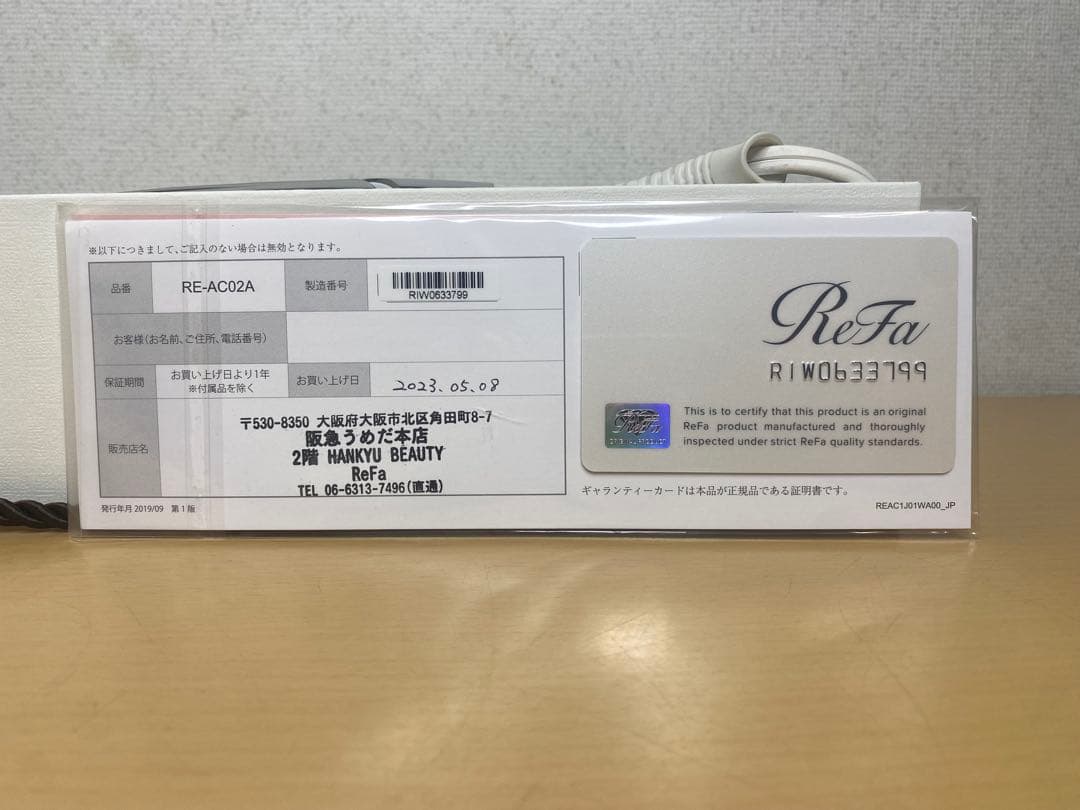 ※以下につきまして、ご記入のない場合は無効となります。
品番 RE-AC02A 製造番号 RIW0633799
お客様(お名前、ご住所、電話番号)
保証期間 お買い上げ日より1年 ※付属品を除く お買い上げ日 2023.05.08
販売店名
〒530-8350 大阪府大阪市北区角田町8-7
阪急うめだ本店
2階 HANKYU BEAUTY
ReFa
TEL 06-6313-7496(直通)
発行年月 2019/09 第1版
ReFa
RIW0633799
ORIGINAL PRODUCT
This is to certify that this product is an original
ReFa product manufactured and thoroughly
inspected under strict ReFa quality standards.
ギャランティーカードは本品が正規品である証明書です。
REAC1J01WA00_JP